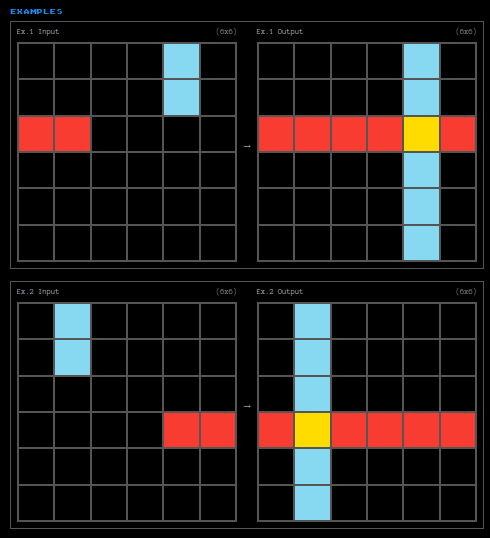 EXAMPLES
Ex.1 Input (6x6) Ex.1 Output (6x6)
→
Ex.2 Input (6x6) Ex.2 Output (6x6)
→